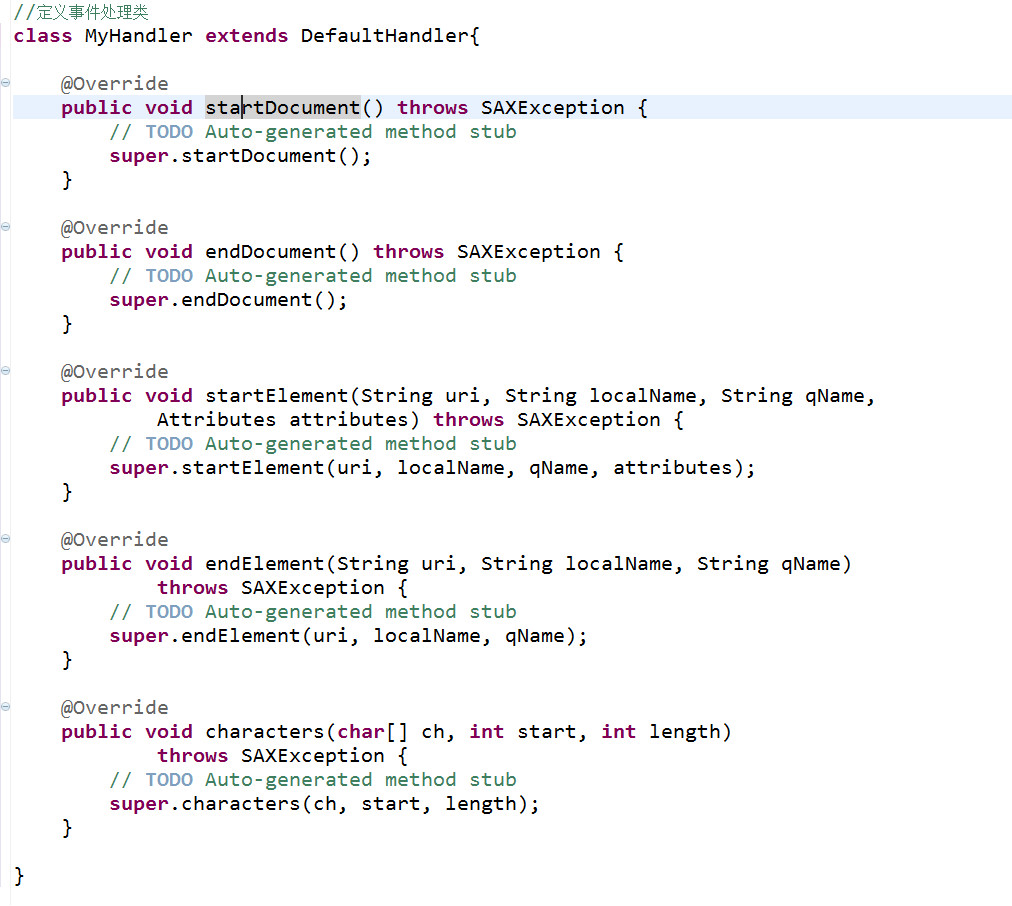 //定义事件处理类
class MyHandler extends DefaultHandler{
@Override
public void startDocument() throws SAXException {
// TODO Auto-generated method stub
super.startDocument();
}
@Override
public void endDocument() throws SAXException {
// TODO Auto-generated method stub
super.endDocument();
}
@Override
public void startElement(String uri, String localName, String qName,
Attributes attributes) throws SAXException {
// TODO Auto-generated method stub
super.startElement(uri, localName, qName, attributes);
}
@Override
public void endElement(String uri, String localName, String qName)
throws SAXException {
// TODO Auto-generated method stub
super.endElement(uri, localName, qName);
}
@Override
public void characters(char[] ch, int start, int length)
throws SAXException {
// TODO Auto-generated method stub
super.characters(ch, start, length);
}
}